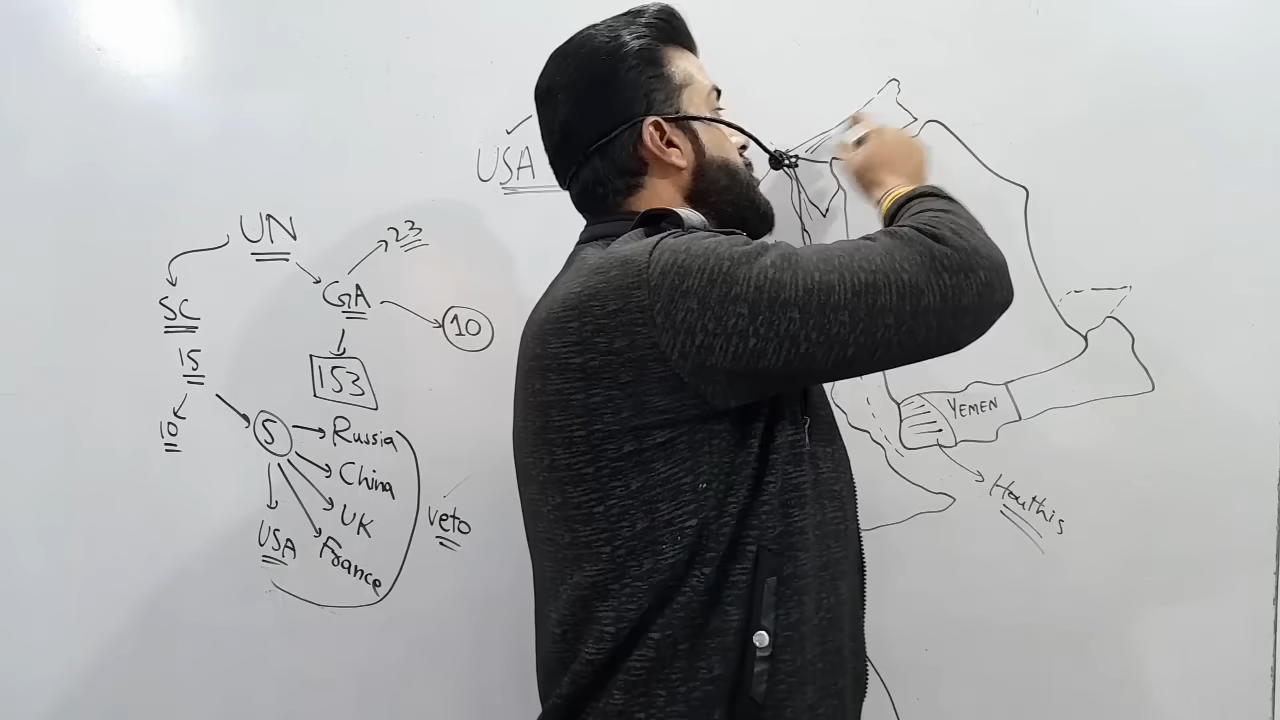 USA
UN
23
SC
GA
10
15
153
10
5
Russia
China
UK
France
USA
veto
YEMEN
Houthis